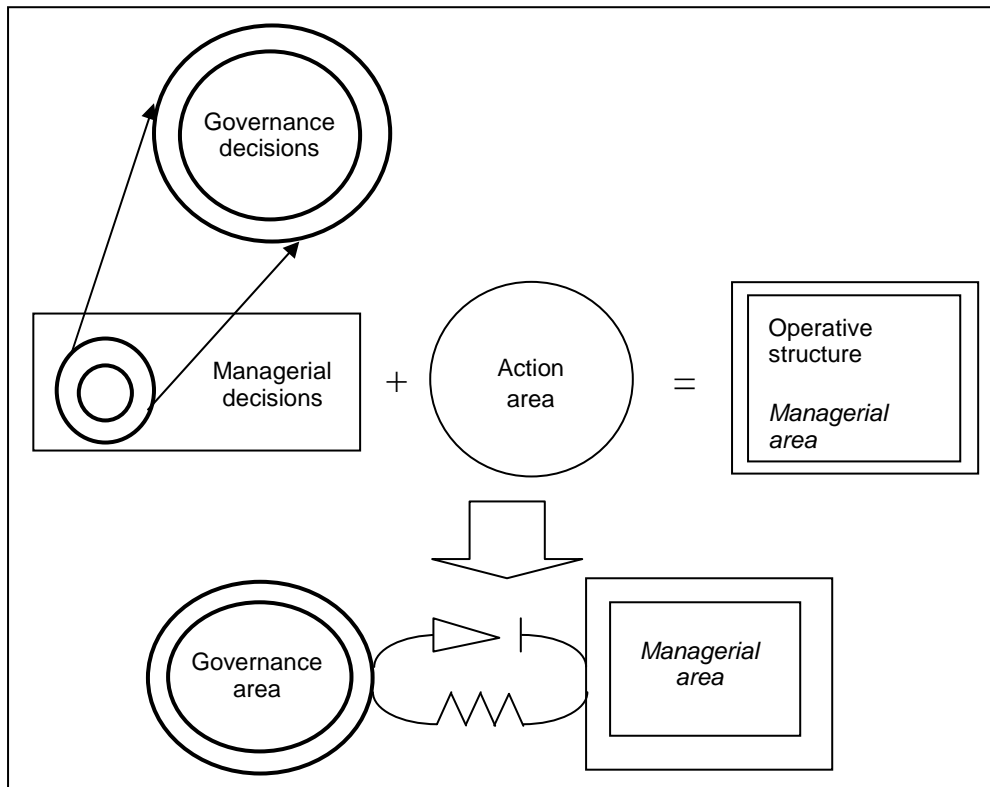 Governance
decisions
Managerial
decisions
+
Action
area
=
Operative
structure
Managerial
area
Governance
area
Managerial
area